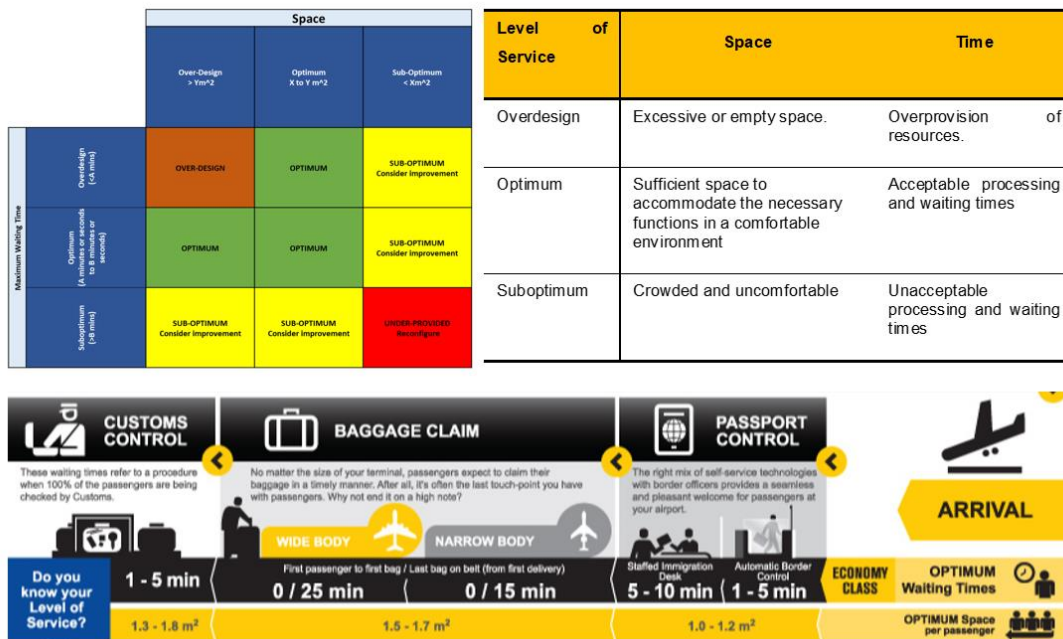 Space
Over-Design
> Ym^2
Optimum
X to Y m^2
Sub-Optimum
< Xm^2
Maximum Waiting Time
Overdesign
(<A mins)
OVER-DESIGN
OPTIMUM
SUB-OPTIMUM
Consider improvement
Optimum
(A minutes or seconds
to B minutes or
seconds)
OPTIMUM
OPTIMUM
SUB-OPTIMUM
Consider improvement
Suboptimum
(>B mins)
SUB-OPTIMUM
Consider improvement
SUB-OPTIMUM
Consider improvement
UNDER-PROVIDED
Reconfigure
Level of
Service
Space
Time
Overdesign
Excessive or empty space.
Overprovision of
resources.
Optimum
Sufficient space to
accommodate the necessary
functions in a comfortable
environment
Acceptable processing
and waiting times
Suboptimum
Crowded and uncomfortable
Unacceptable
processing and waiting
times
CUSTOMS
CONTROL
These waiting times refer to a procedure
when 100% of the passengers are being
checked by Customs.
BAGGAGE CLAIM
No matter the size of your terminal, passengers expect to claim their
baggage in a timely manner. After all, it's often the last touch-point you have
with passengers. Why not end it on a high note?
WIDE BODY
NARROW BODY
PASSPORT
CONTROL
The right mix of self-service technologies
with border officers provides a seamless
and pleasant welcome for passengers at
your airport.
ARRIVAL
Do you
know your
Level of
Service?
1 - 5 min
First passenger to first bag / Last bag on belt (from first delivery)
0 / 25 min
0 / 15 min
Staffed Immigration
Desk
5 - 10 min
Automatic Border
Control
1 - 5 min
ECONOMY
CLASS
OPTIMUM
Waiting Times
1.3 - 1.8 m²
1.5 - 1.7 m²
1.0 - 1.2 m²
OPTIMUM Space
per passenger